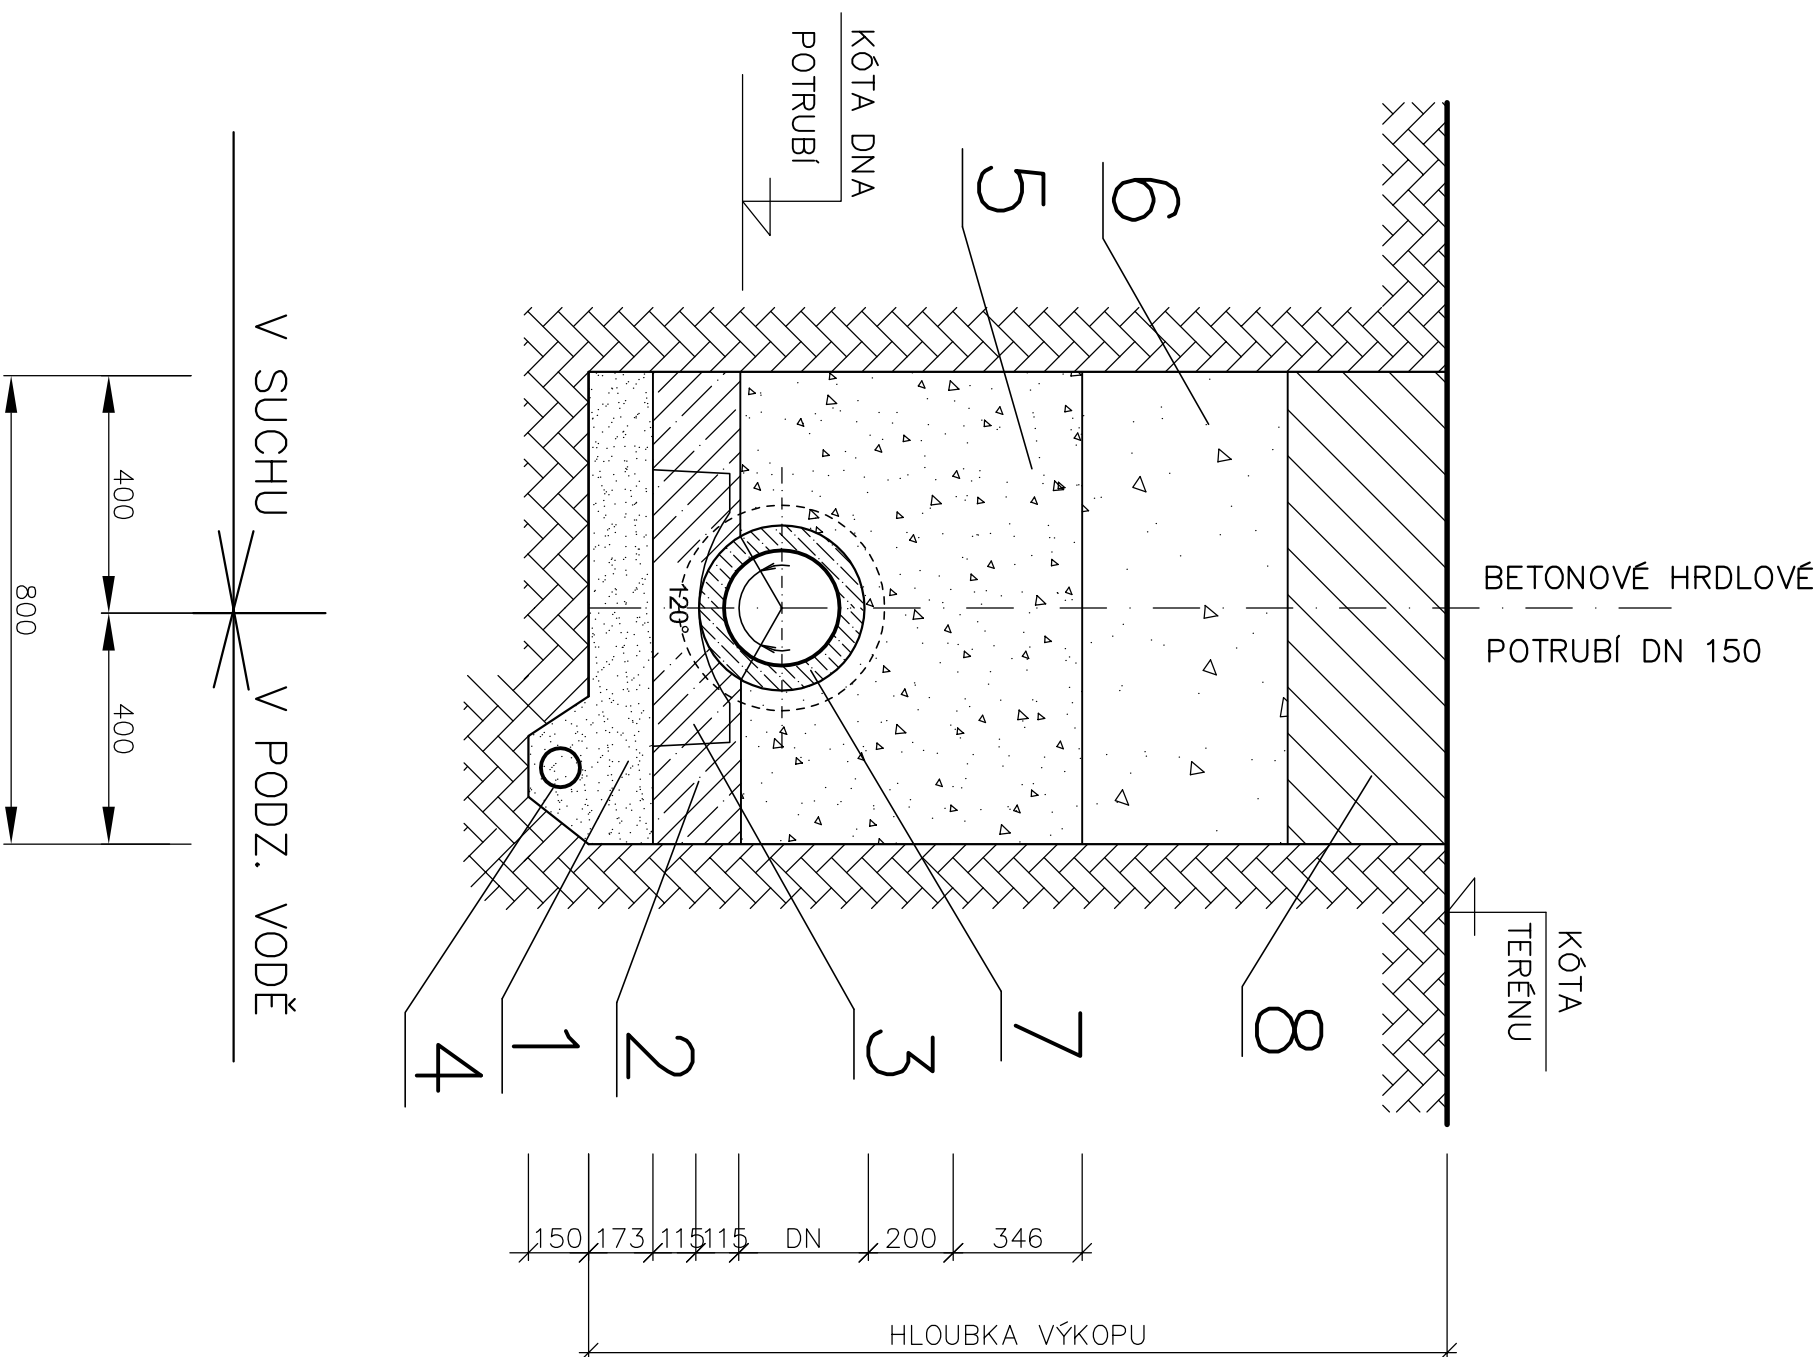 BETONOVÉ HRDLOVÉ
POTRUBÍ DN 150
KÓTA
TERÉNU
KÓTA DNA
POTRUBÍ
6
5
8
7
3
2
1
4
120°
346
200
DN
115
115
173
150
HLOUBKA VÝKOPU
V SUCHU
V PODZ. VODĚ
400
400
800